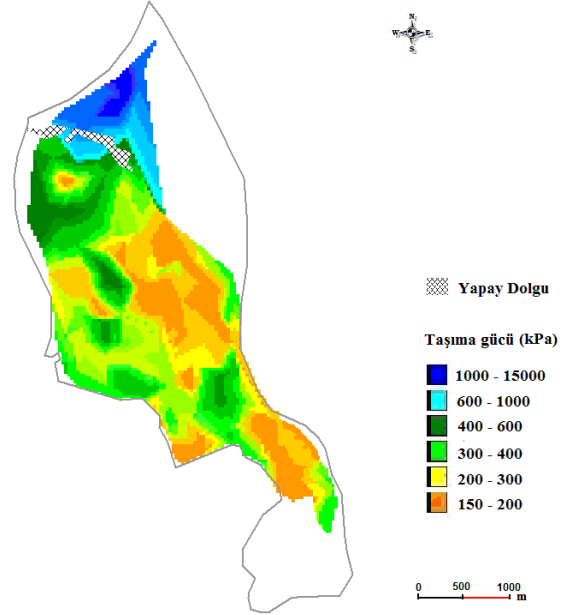 N
W E
S
Yapay Dolgu
Taşıma gücü (kPa)
1000 - 15000
600 - 1000
400 - 600
300 - 400
200 - 300
150 - 200
0 500 1000
m